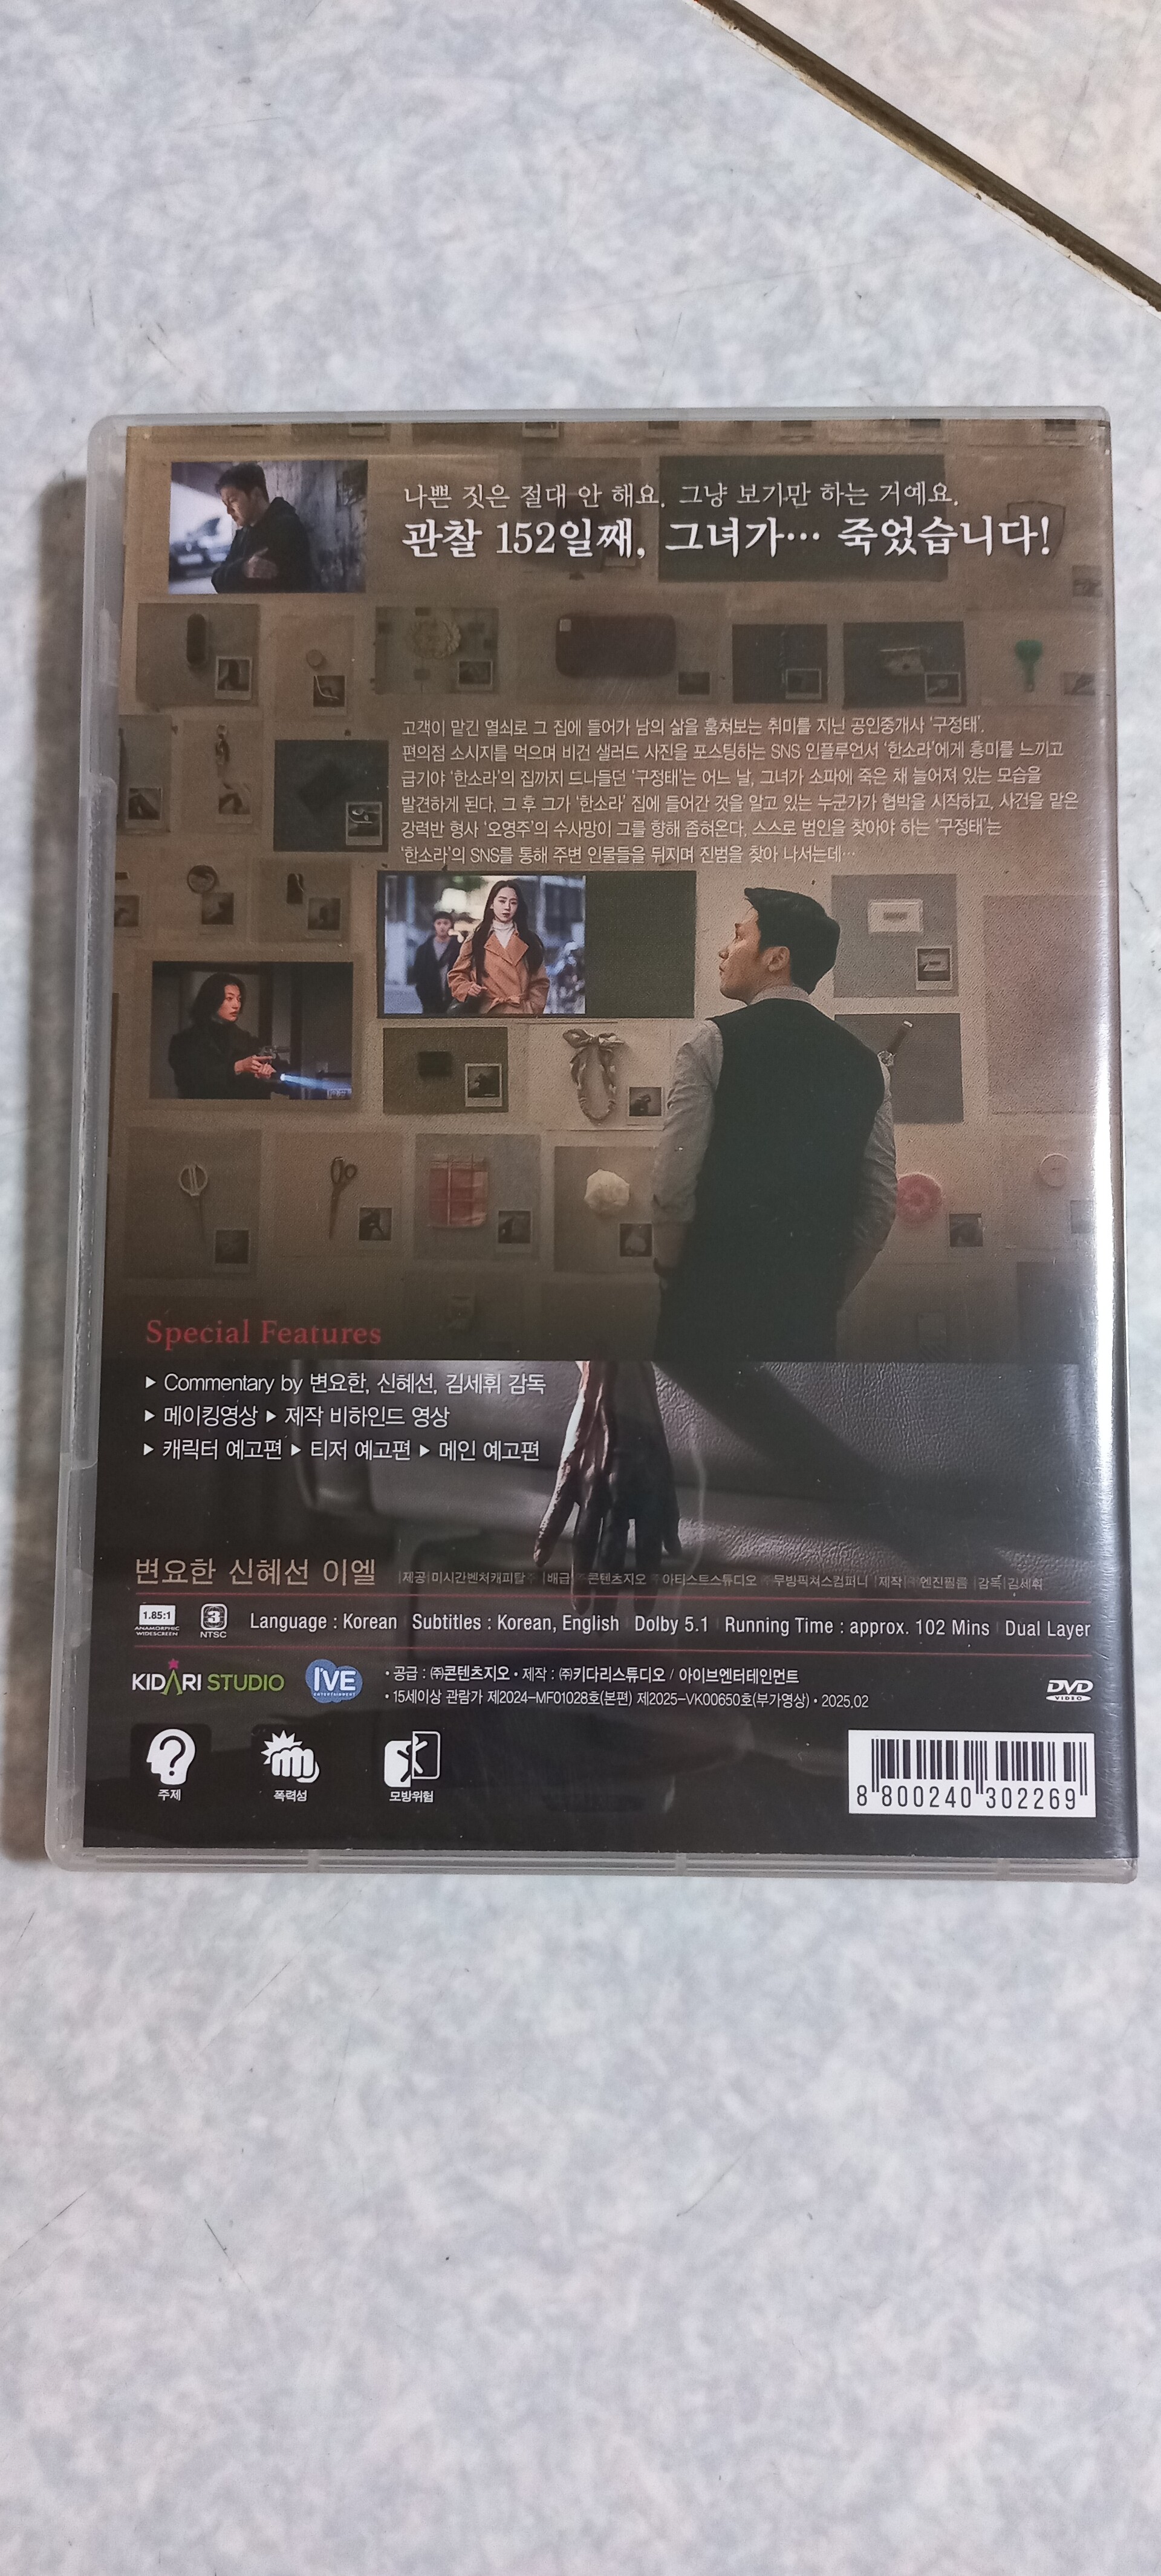 나쁜 짓은 절대 안 해요. 그냥 보기만 하는 거예요.
관찰 152일째, 그녀가… 죽었습니다!
고객이 맡긴 열쇠로 그 집에 들어가 남의 삶을 훔쳐보는 취미를 지닌 공인중개사 ‘구정태’.
편의점 소시지를 먹으며 비건 샐러드 사진을 포스팅하는 SNS 인플루언서 ‘한소라’에게 흥미를 느끼고
급기야 ‘한소라’의 집까지 드나들던 ‘구정태’는 어느 날, 그녀가 소파에 죽은 채 늘어져 있는 모습을
발견하게 된다. 그 후 그가 ‘한소라’ 집에 들어간 것을 알고 있는 누군가가 협박을 시작하고, 사건을 맡은
강력반 형사 ‘오영주’의 수사망이 그를 향해 좁혀온다. 스스로 범인을 찾아야 하는 ‘구정태’는
‘한소라’의 SNS를 통해 주변 인물들을 뒤지며 진범을 찾아 나서는데…
Special Features
▶ Commentary by 변요한, 신혜선, 김세휘 감독
▶ 메이킹영상 ▶ 제작 비하인드 영상
▶ 캐릭터 예고편 ▶ 티저 예고편 ▶ 메인 예고편
변요한 신혜선 이엘 |제공|미시간벤처캐피탈 |배급| 콘텐츠지오 아티스트스튜디오 무빙픽쳐스컴퍼니 |제작| 엔진필름 |감독|김세휘
1.85:1 ANAMORPHIC WIDESCREEN 3 NTSC Language : Korean Subtitles : Korean, English Dolby 5.1 Running Time : approx. 102 Mins Dual Layer
KIDARI STUDIO IVE ENTERTAINMENT • 공급 : ㈜콘텐츠지오 • 제작 : ㈜키다리스튜디오 / 아이브엔터테인먼트
• 15세이상 관람가 제2024-MF01028호(본편) 제2025-VK00650호(부가영상) • 2025.02
DVD VIDEO
주제 폭력성 모방위험
8 800240 302269